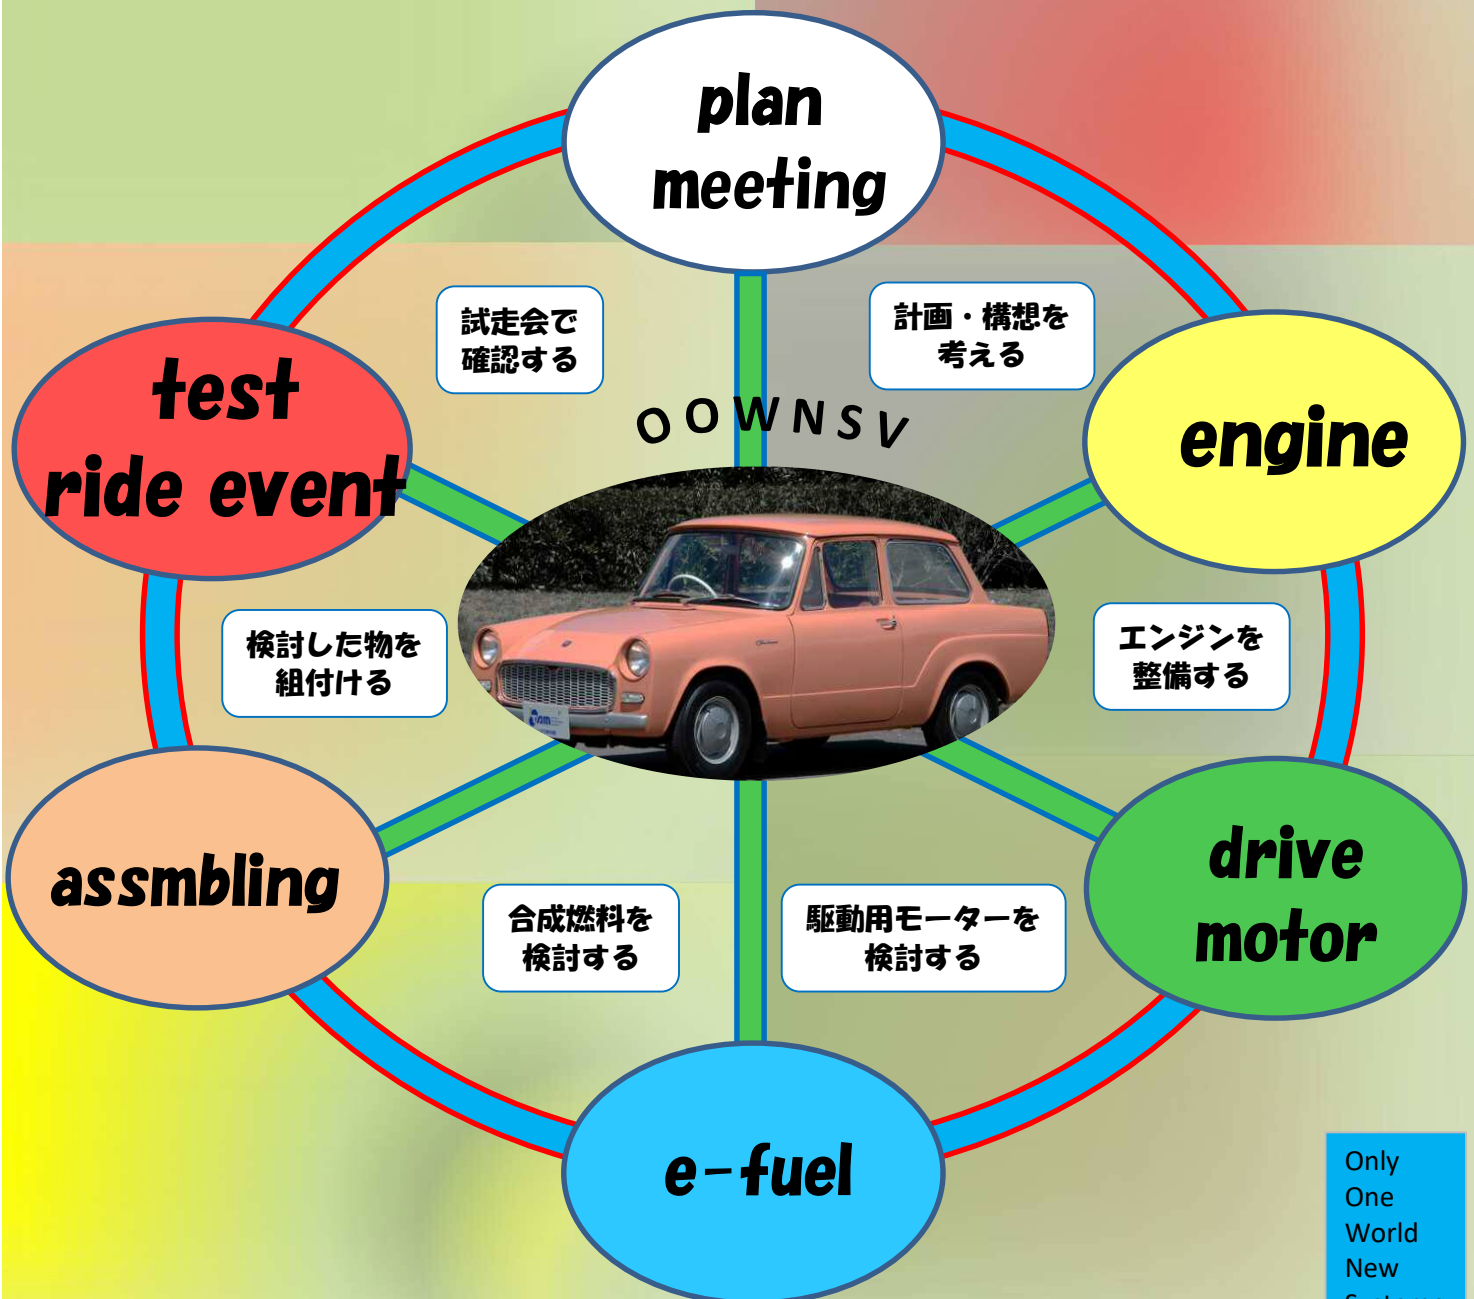 plan
meeting
試走会で
確認する
計画・構想を
考える
test
ride event
OOWNSV
engine
検討した物を
組付ける
エンジンを
整備する
assmbling
drive
motor
合成燃料を
検討する
駆動用モーターを
検討する
e-fuel
Only
One
World
New